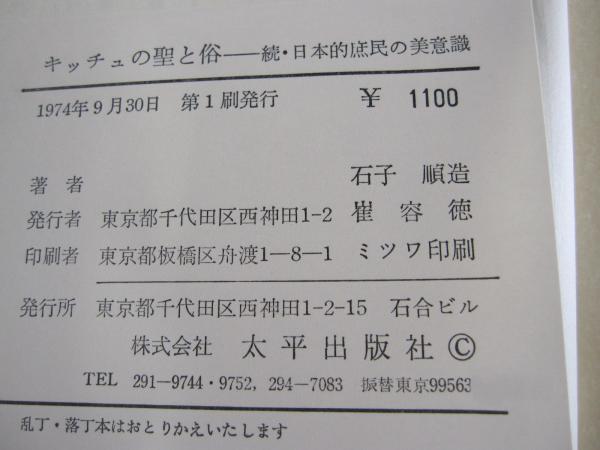 キッチュの聖と俗——続・日本的庶民の美意識
1974年9月30日 第1刷発行 ¥ 1100
著者 石子 順造
発行者 東京都千代田区西神田1-2 崔容徳
印刷者 東京都板橋区舟渡1—8—1 ミツワ印刷
発行所 東京都千代田区西神田1-2-15 石合ビル
株式会社 太平出版社 ©
TEL 291-9744・9752, 294-7083 振替東京99563
乱丁・落丁本はおとりかえいたします